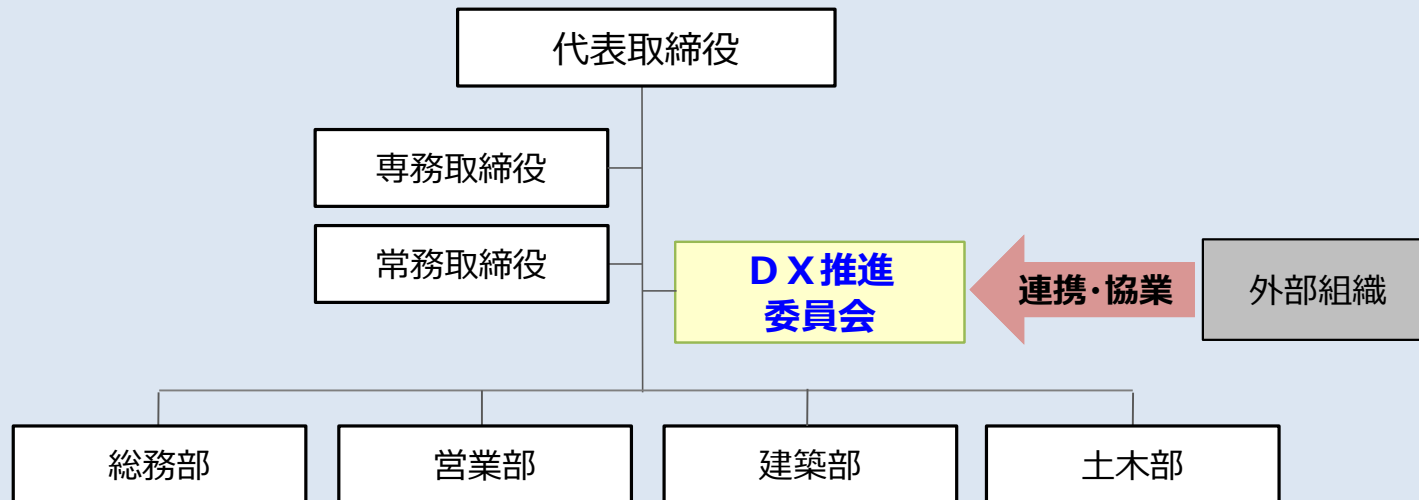 代表取締役
専務取締役
常務取締役
ＤＸ推進
委員会
連携・協業
外部組織
総務部
営業部
建築部
土木部